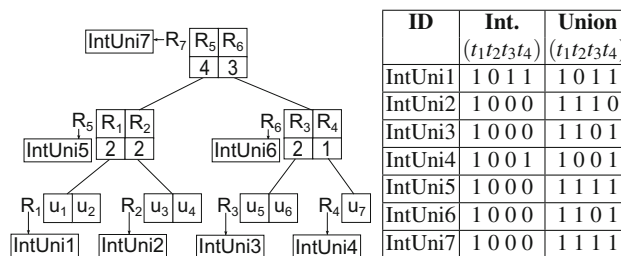 IntUni7 R7 R5 R6
4 3
R5 R1 R2 R6 R3 R4
IntUni5 2 2 IntUni6 2 1
R1 u1 u2 R2 u3 u4 R3 u5 u6 R4 u7
IntUni1 IntUni2 IntUni3 IntUni4
ID Int. Union
(t1t2t3t4) (t1t2t3t4)
IntUni1 1 0 1 1 1 0 1 1
IntUni2 1 0 0 0 1 1 1 0
IntUni3 1 0 0 0 1 1 0 1
IntUni4 1 0 0 1 1 0 0 1
IntUni5 1 0 0 0 1 1 1 1
IntUni6 1 0 0 0 1 1 0 1
IntUni7 1 0 0 0 1 1 1 1